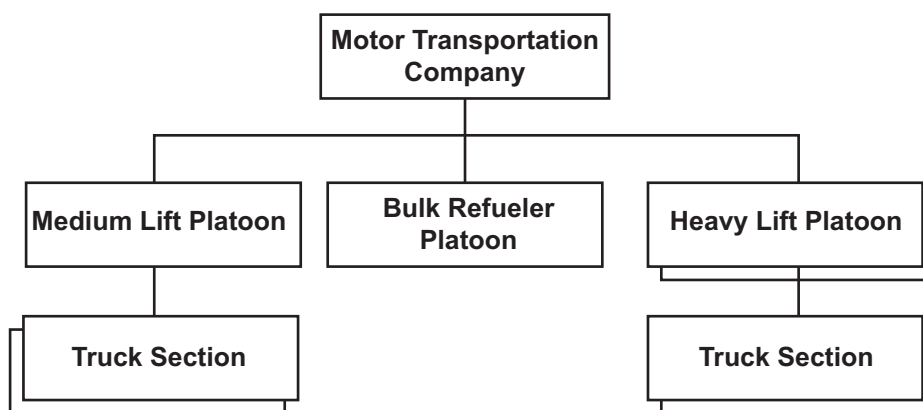 Motor Transportation
Company
Medium Lift Platoon
Bulk Refueler
Platoon
Heavy Lift Platoon
Truck Section
Truck Section